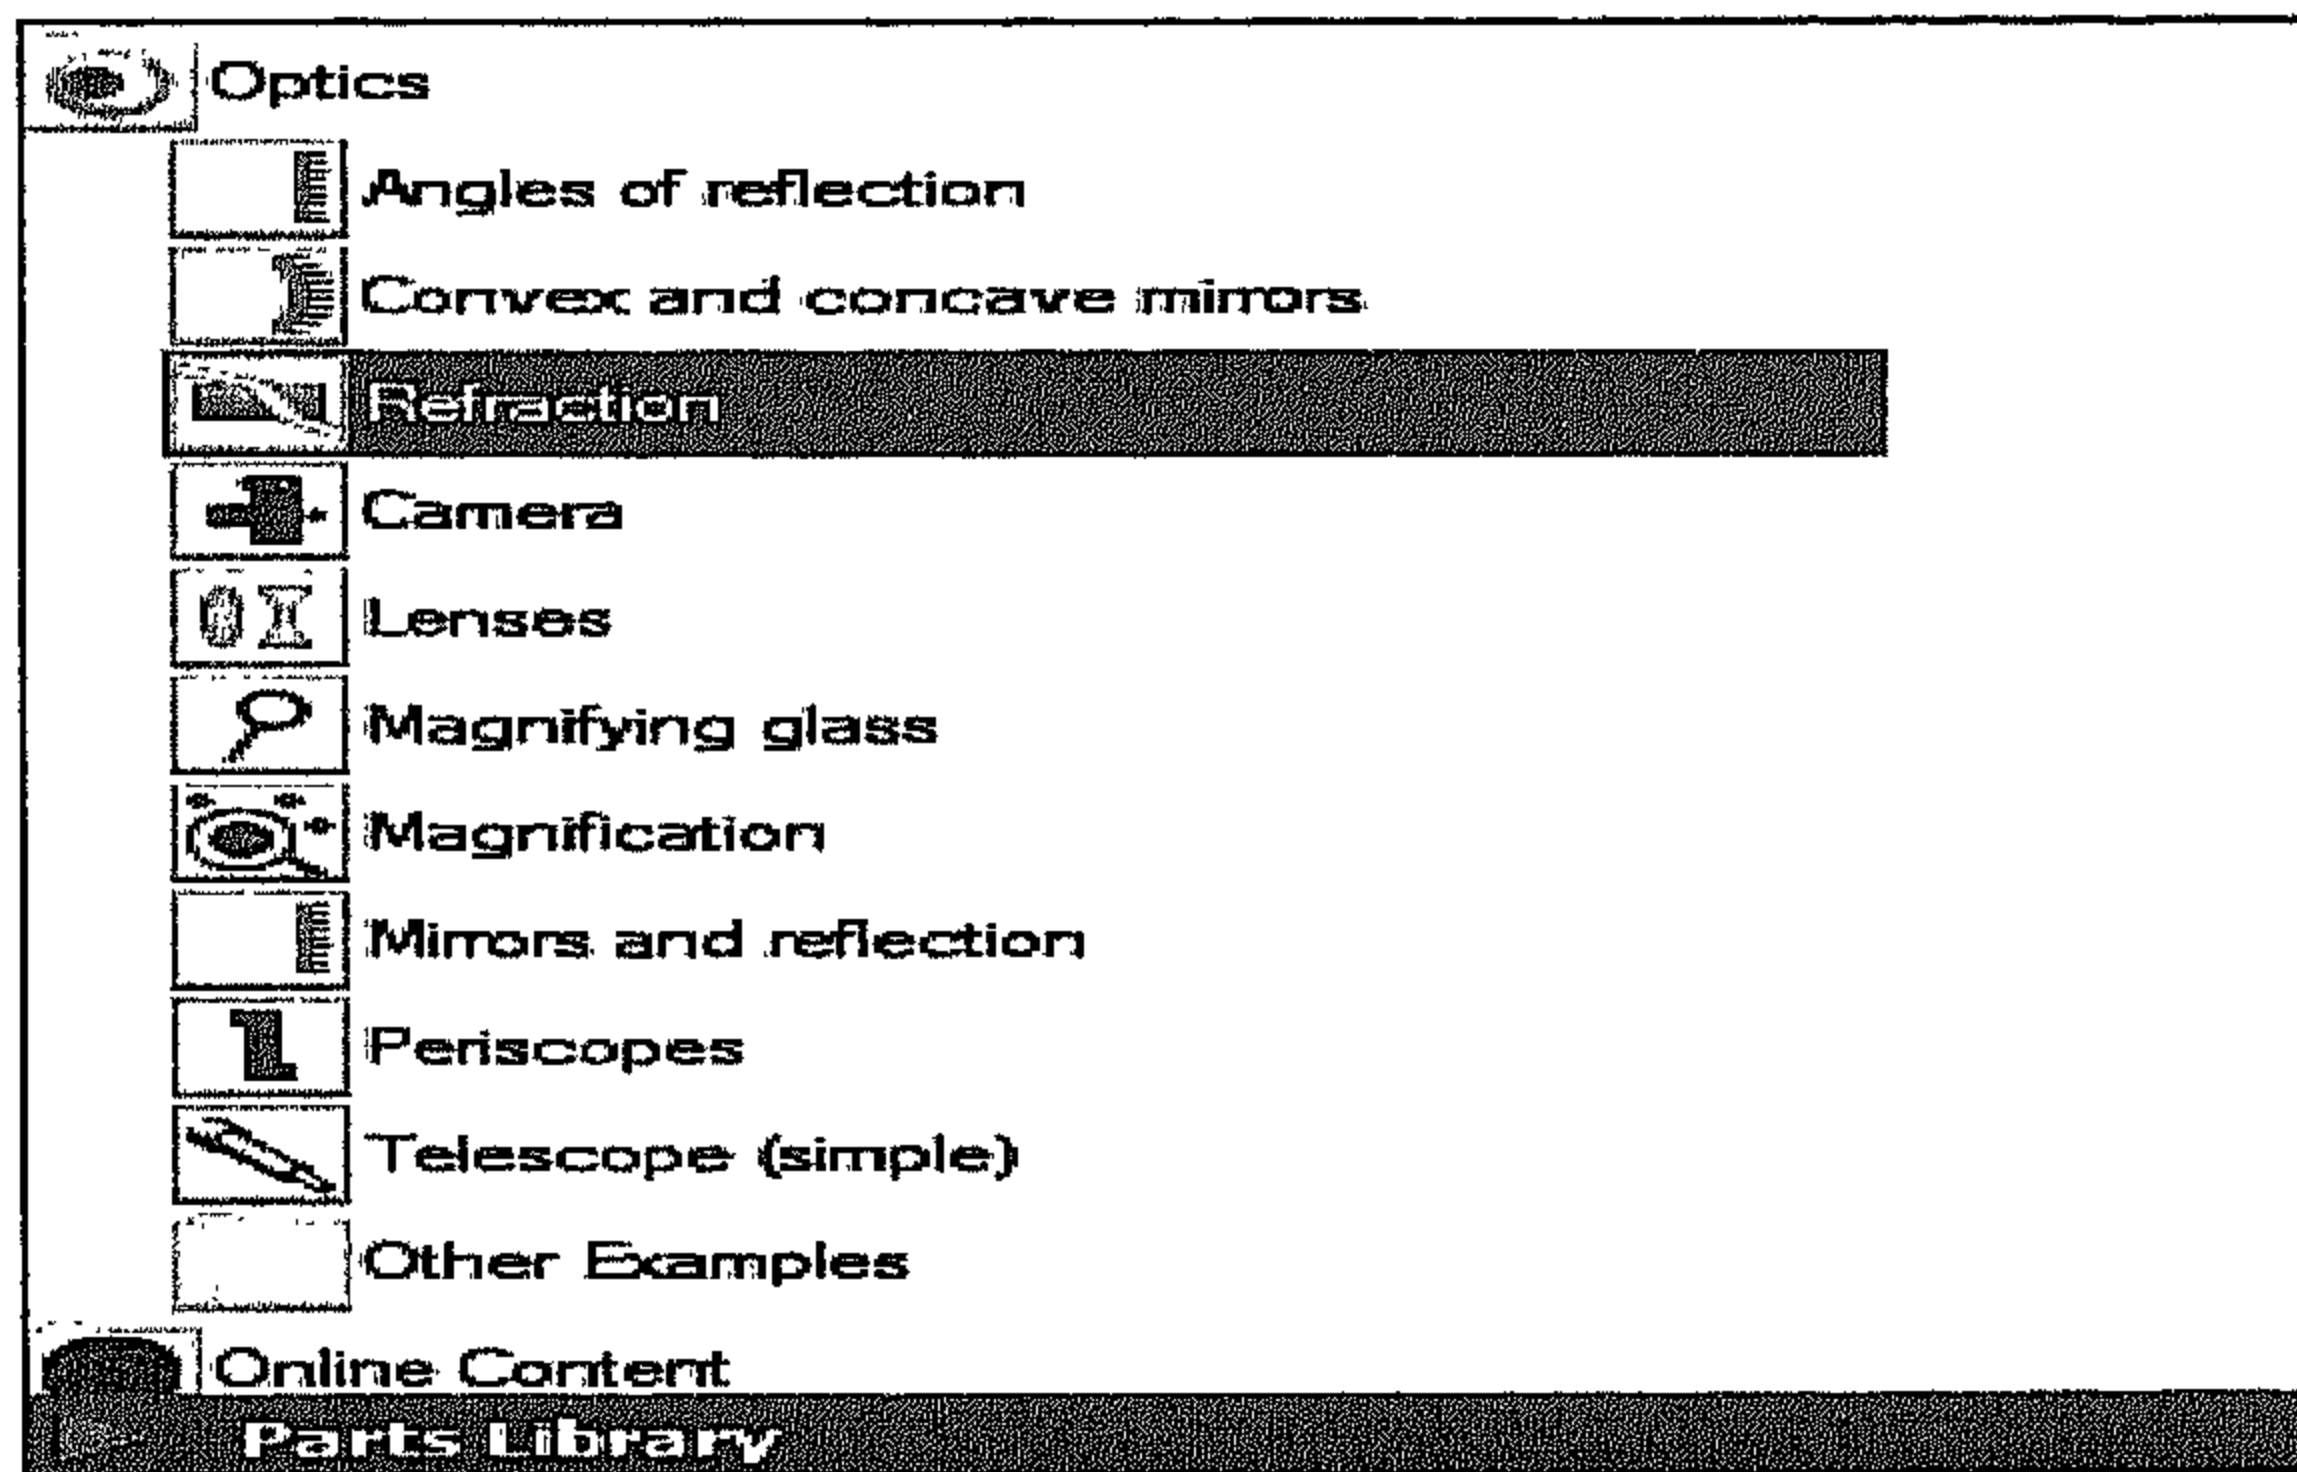 Optics
Angles of reflection
Convex and concave mirrors
Refraction
Camera
Lenses
Magnifying glass
Magnification
Mirrors and reflection
Periscopes
Telescope (simple)
Other Examples
Online Content
Parts Library